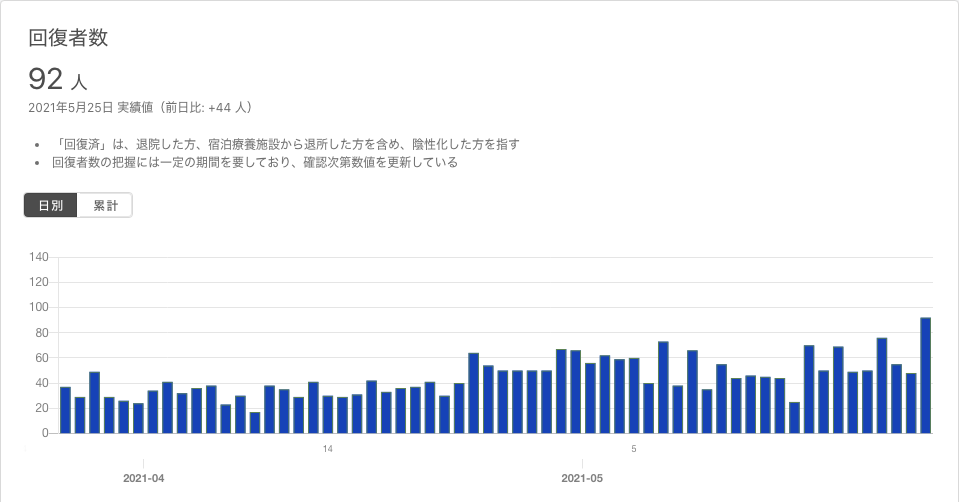 回復者数
92 人
2021年5月25日 実績値（前日比: +44 人）
• 「回復済」は、退院した方、宿泊療養施設から退所した方を含め、陰性化した方を指す
• 回復者数の把握には一定の期間を要しており、確認次第数値を更新している
日別 累計
140
120
100
80
60
40
20
0
14 5
2021-04 2021-05